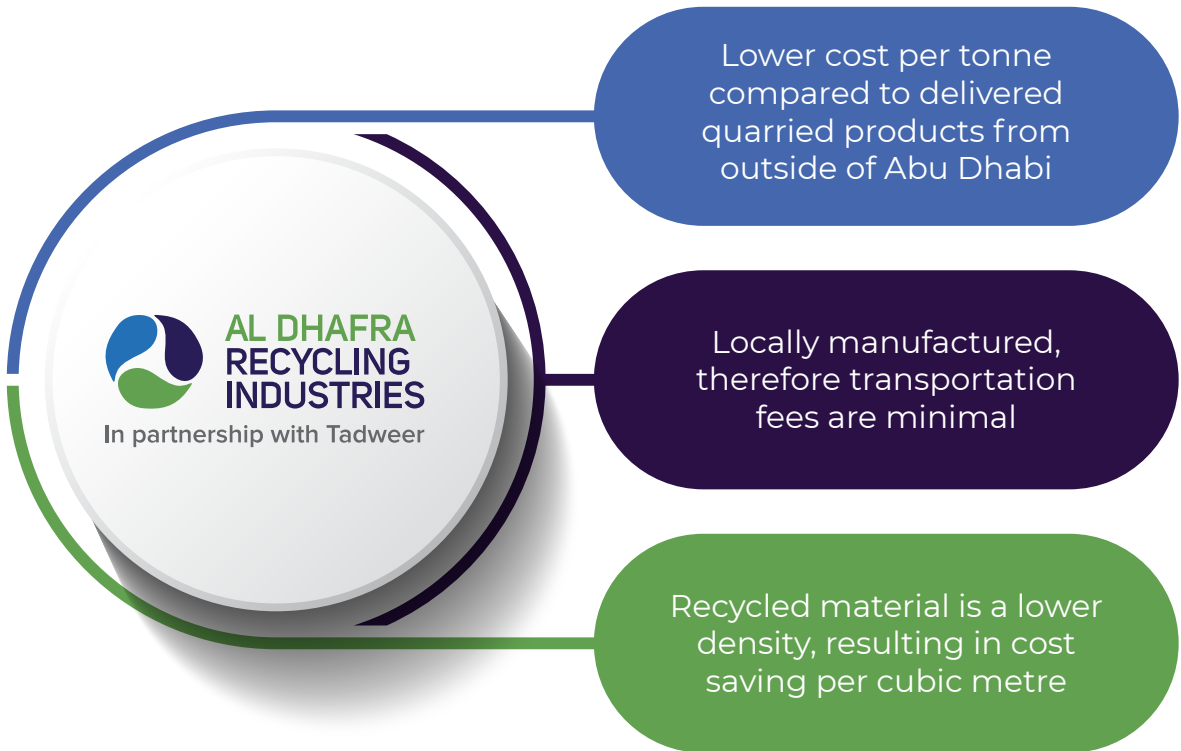 AL DHAFRA
RECYCLING
INDUSTRIES
In partnership with Tadweer
Lower cost per tonne
compared to delivered
quarried products from
outside of Abu Dhabi
Locally manufactured,
therefore transportation
fees are minimal
Recycled material is a lower
density, resulting in cost
saving per cubic metre